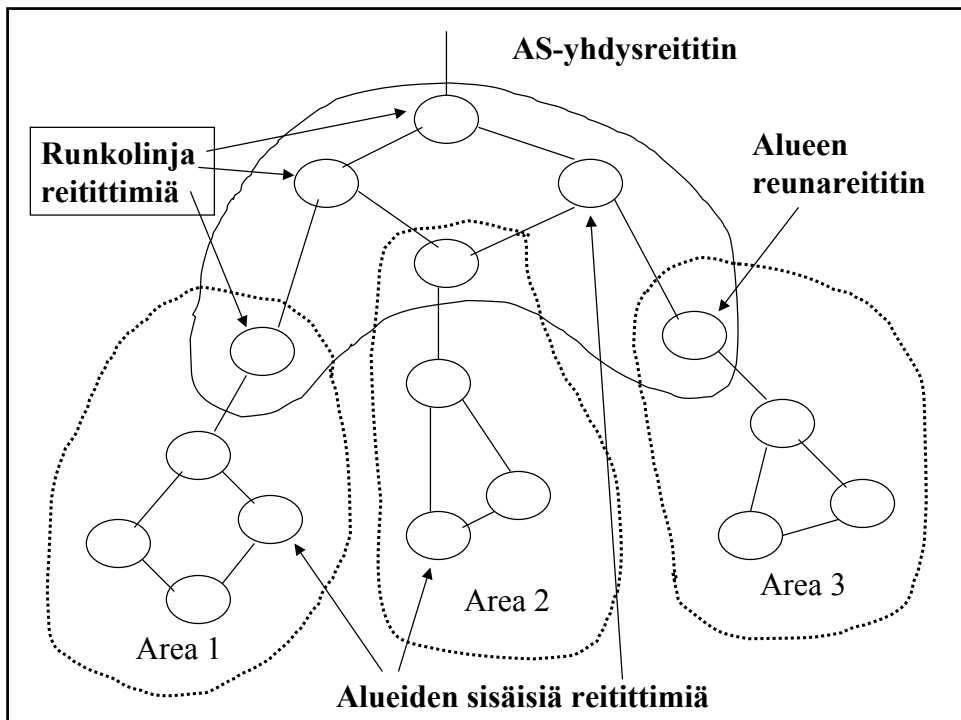 AS-yhdysreititin
Runkolinja
reitittimiä
Alueen
reunareititin
Area 1
Area 2
Area 3
Alueiden sisäisiä reitittimiä